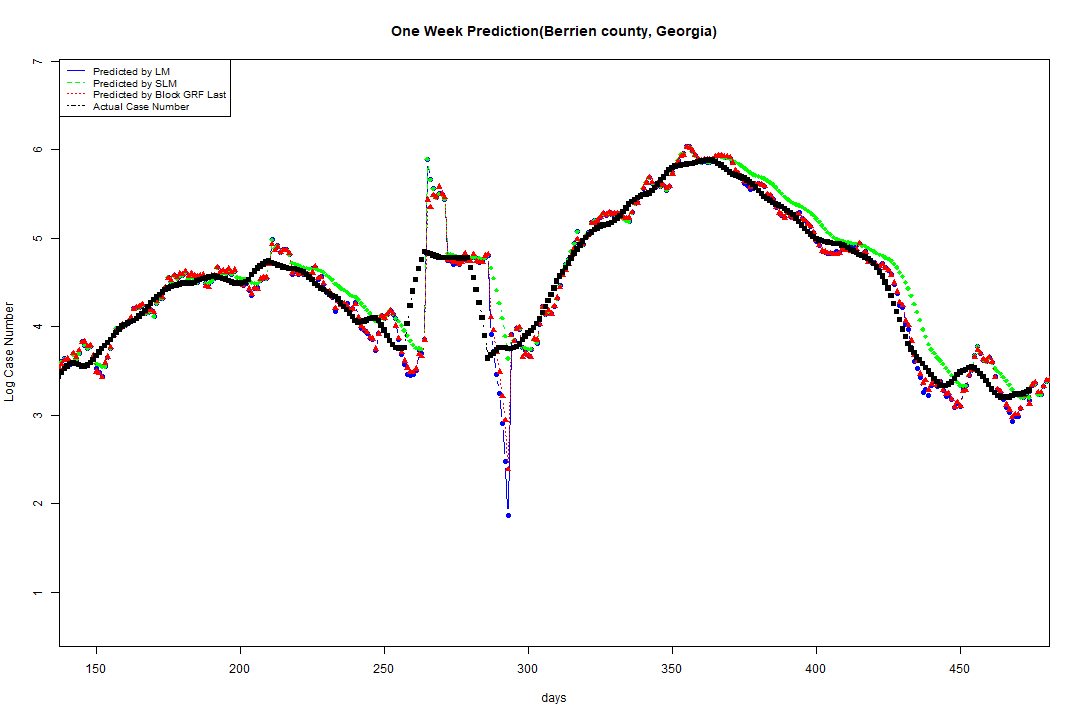 One Week Prediction(Berrien county, Georgia)
Predicted by LM
Predicted by SLM
Predicted by Block GRF Last
Actual Case Number
Log Case Number
7
6
5
4
3
2
1
150 200 250 300 350 400 450
days